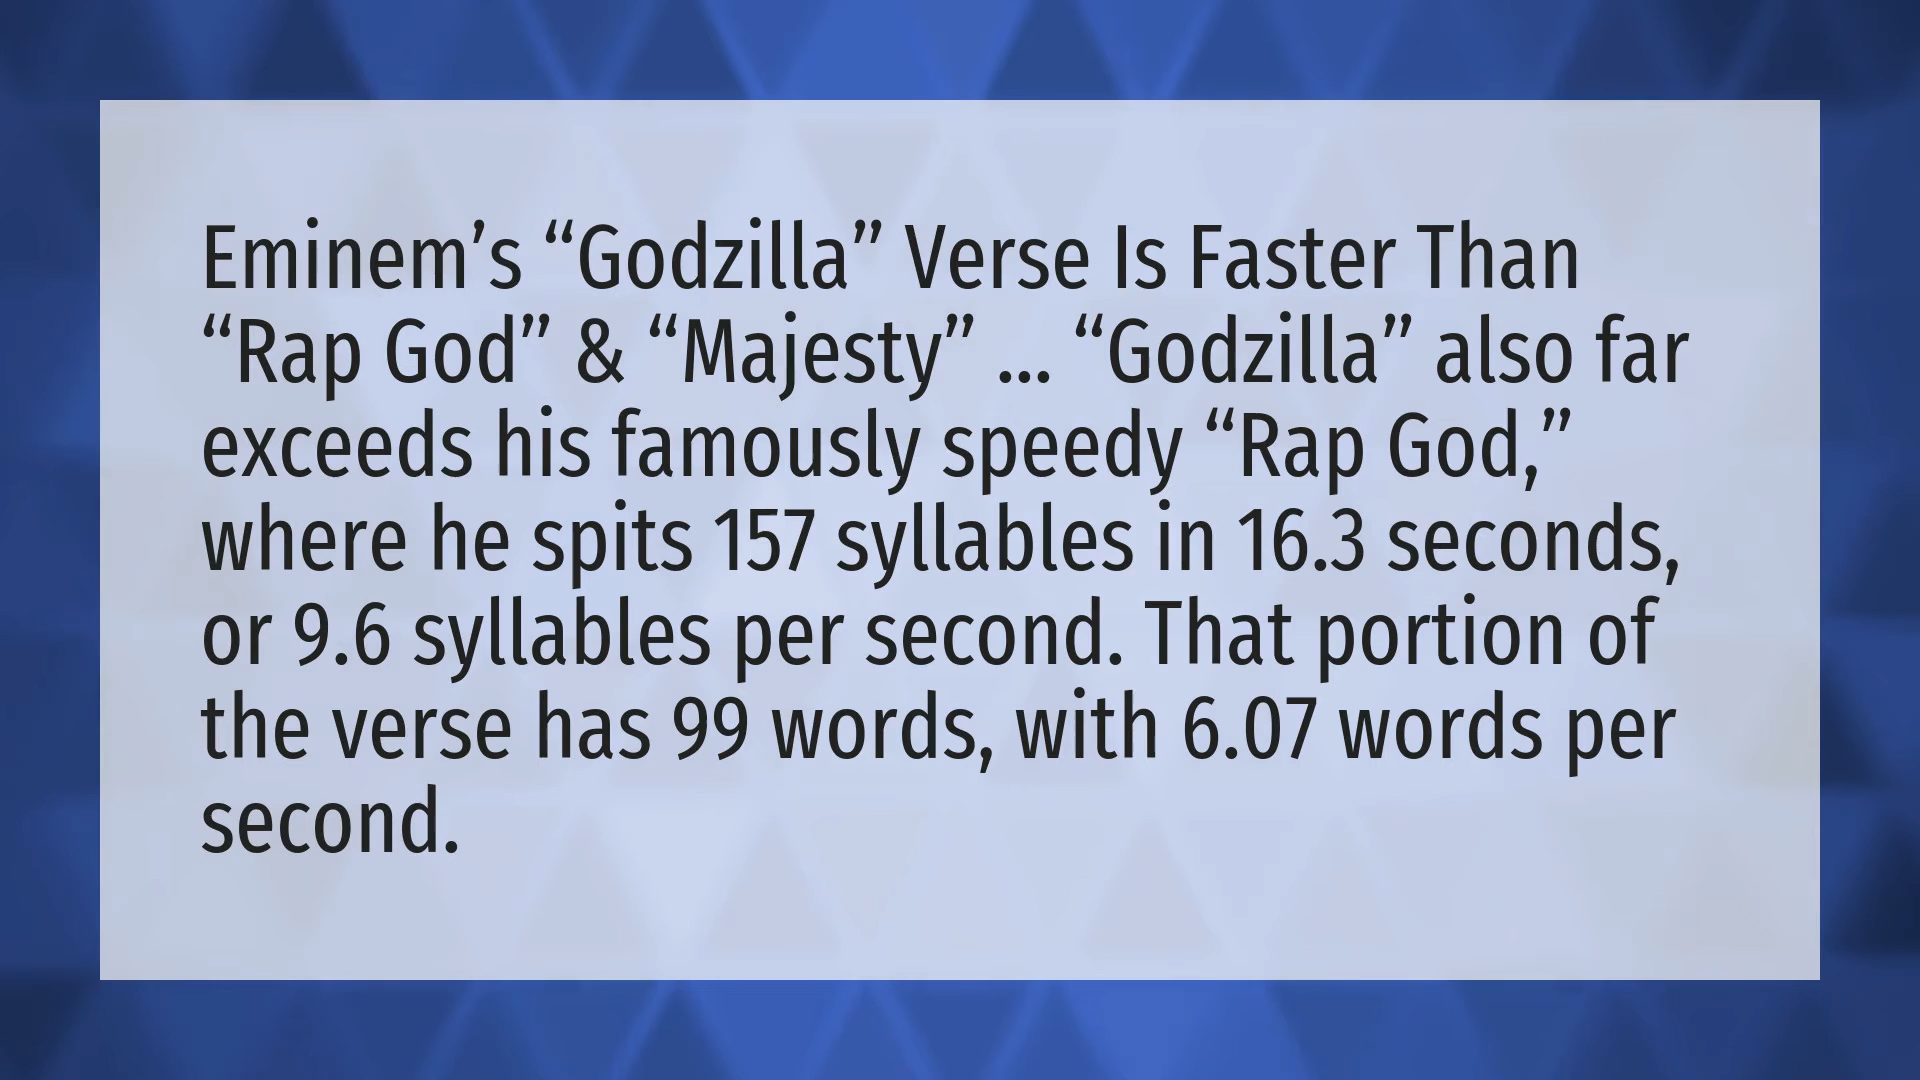 Eminem’s “Godzilla” Verse Is Faster Than
“Rap God” & “Majesty” ... “Godzilla” also far
exceeds his famously speedy “Rap God,”
where he spits 157 syllables in 16.3 seconds,
or 9.6 syllables per second. That portion of
the verse has 99 words, with 6.07 words per
second.